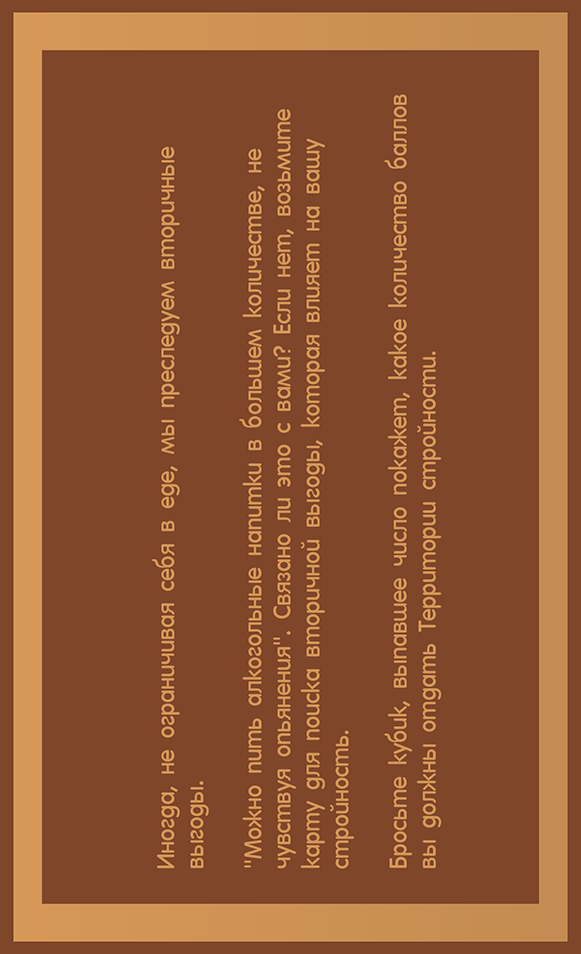 Иногда, не ограничивая себя в еде, мы преследуем вторичные
выгоды.
"Можно пить алкогольные напитки в большем количестве, не
чувствуя опьянения". Связано ли это с вами? Если нет, возьмите
карту для поиска вторичной выгоды, которая влияет на вашу
стройность.
Бросьте кубик, выпавшее число покажет, какое количество баллов
вы должны отдать Территории стройности.